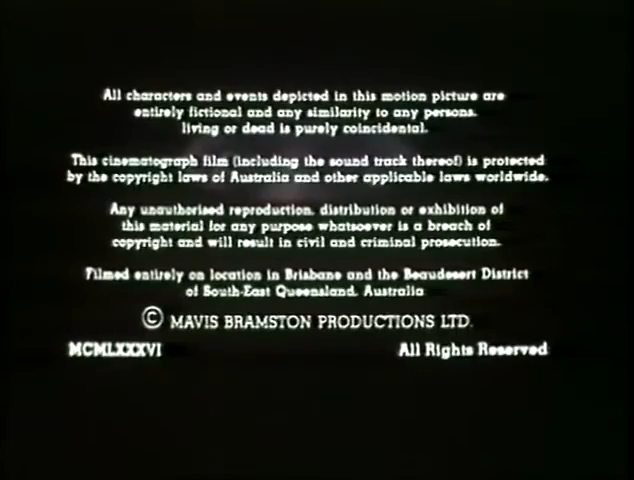 All characters and events depicted in this motion picture are
entirely fictional and any similarity to any persons,
living or dead is purely coincidental.
This cinematograph film (including the sound track thereof) is protected
by the copyright laws of Australia and other applicable laws worldwide.
Any unauthorised reproduction, distribution or exhibition of
this material for any purpose whatsoever is a breach of
copyright and will result in civil and criminal prosecution.
Filmed entirely on location in Brisbane and the Beaudesert District
of South-East Queensland, Australia
© MAVIS BRAMSTON PRODUCTIONS LTD.
MCMLXXXVI All Rights Reserved